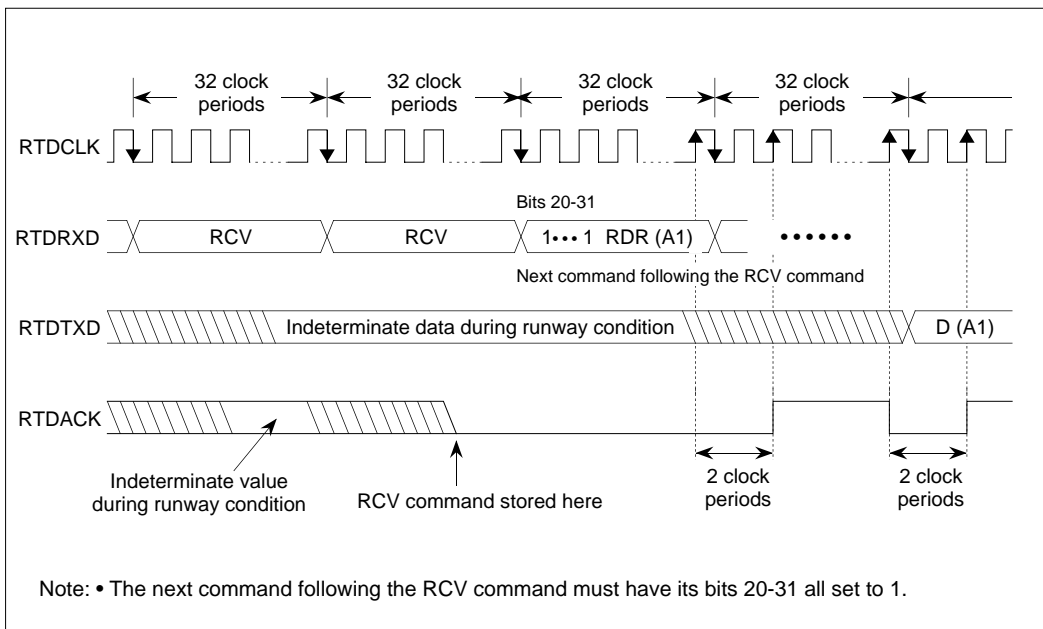 32 clock periods
32 clock periods
32 clock periods
32 clock periods
RTDCLK
Bits 20-31
RTDRXD
RCV
RCV
1••• 1 RDR (A1)
••••••
Next command following the RCV command
RTDTXD
Indeterminate data during runway condition
D (A1)
RTDACK
Indeterminate value
during runway condition
RCV command stored here
2 clock
periods
2 clock
periods
Note: • The next command following the RCV command must have its bits 20-31 all set to 1.